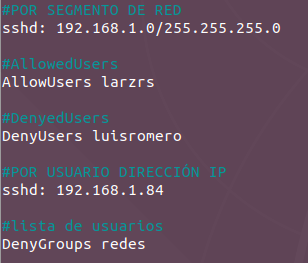 #POR SEGMENTO DE RED
sshd: 192.168.1.0/255.255.255.0
#AllowedUsers
AllowUsers larzrs
#DenyedUsers
DenyUsers luisromero
#POR USUARIO DIRECCIÓN IP
sshd: 192.168.1.84
#lista de usuarios
DenyGroups redes